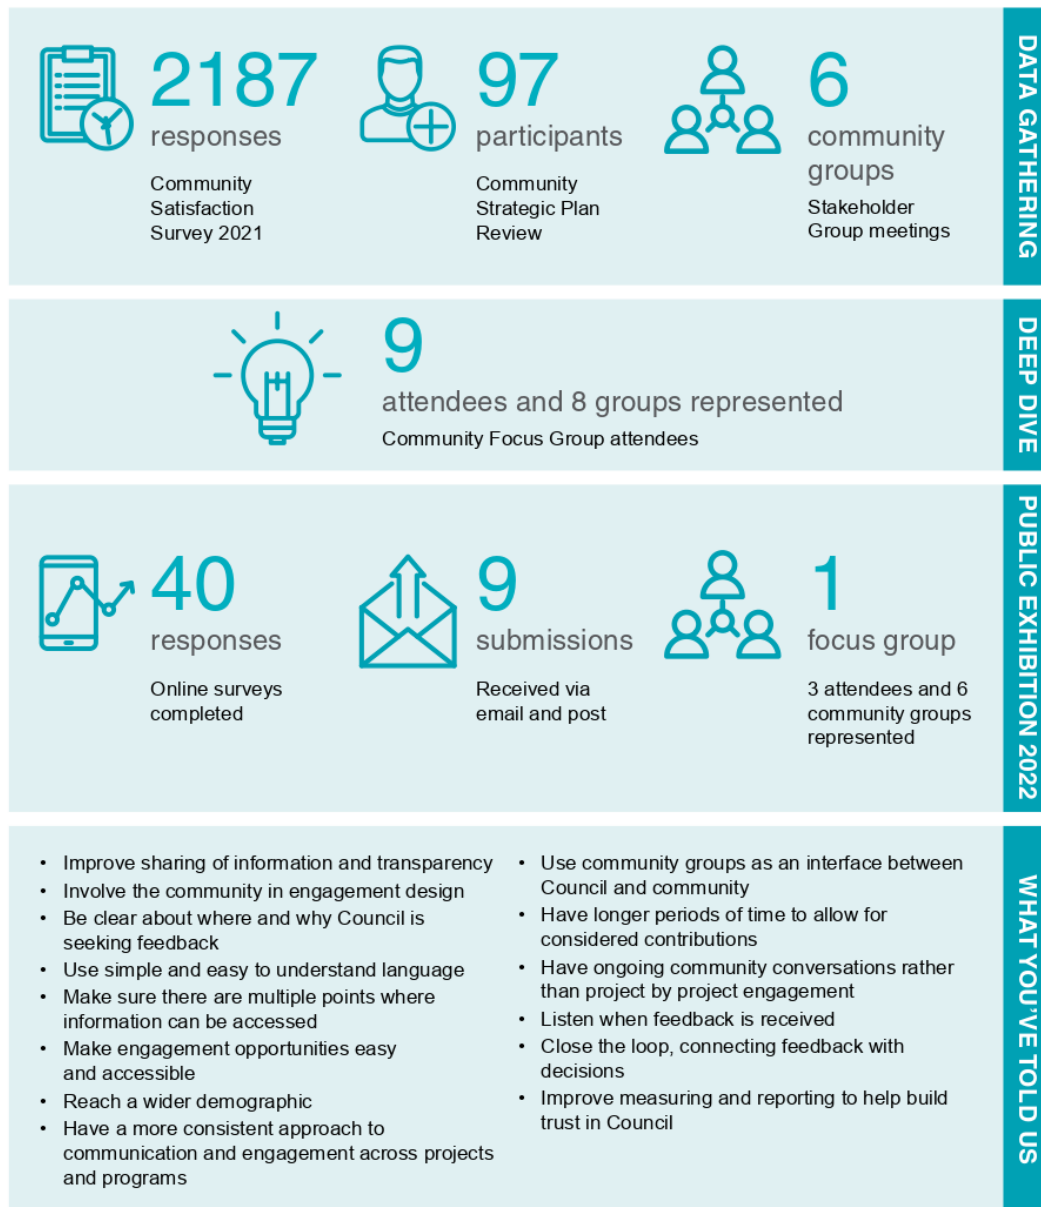 2187
responses
Community
Satisfaction
Survey 2021
97
participants
Community
Strategic Plan
Review
6
community
groups
Stakeholder
Group meetings
DATA GATHERING
9
attendees and 8 groups represented
Community Focus Group attendees
DEEP DIVE
40
responses
Online surveys
completed
9
submissions
Received via
email and post
1
focus group
3 attendees and 6
community groups
represented
PUBLIC EXHIBITION 2022
• Improve sharing of information and transparency
• Involve the community in engagement design
• Be clear about where and why Council is
seeking feedback
• Use simple and easy to understand language
• Make sure there are multiple points where
information can be accessed
• Make engagement opportunities easy
and accessible
• Reach a wider demographic
• Have a more consistent approach to
communication and engagement across projects
and programs
• Use community groups as an interface between
Council and community
• Have longer periods of time to allow for
considered contributions
• Have ongoing community conversations rather
than project by project engagement
• Listen when feedback is received
• Close the loop, connecting feedback with
decisions
• Improve measuring and reporting to help build
trust in Council
WHAT YOU'VE TOLD US